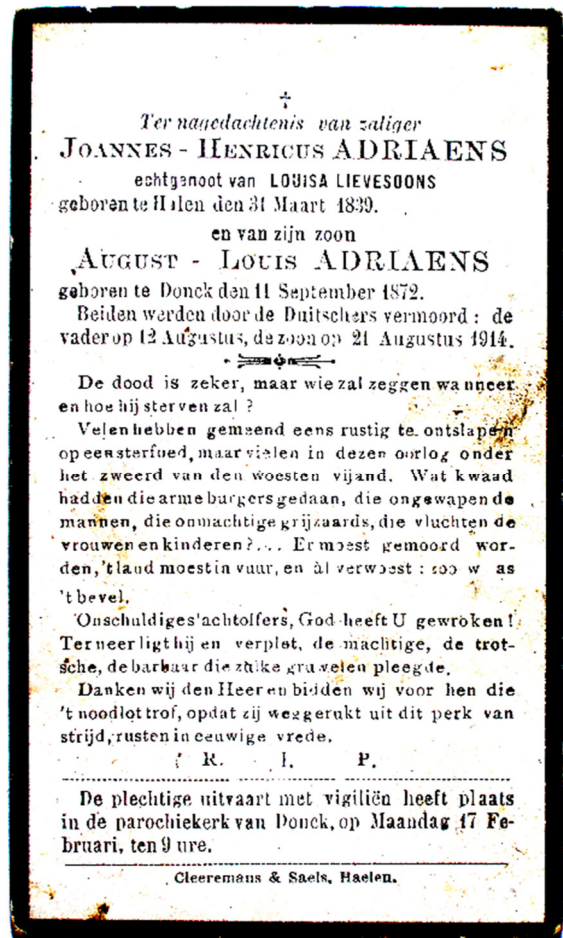 Ter nagedachtenis van zaliger
JOANNES - HENRICUS ADRIAENS
echtgenoot van LOUISA LIEVESOONS
geboren te Halen den 31 Maart 1839.
en van zijn zoon
AUGUST - LOUIS ADRIAENS
geboren te Donck den 11 September 1872.
Beiden werden door de Duitschers vermoord : de
vader op 12 Augustus, de zoon op 21 Augustus 1914.
De dood is zeker, maar wie zal zeggen wanneer
en hoe hij sterven zal ?
Velen hebben gemeend eens rustig te ontslapen
op een sterfbed, maar vielen in dezen oorlog onder
het zweerd van den woesten vijand. Wat kwaad
hadden die arme burgers gedaan, die ongewapende
mannen, die onmachtige grijzaards, die vluchtende
vrouwen en kinderen ?... Er moest gemoord wor-
den, 't land moest in vuur, en àl verwoest : zoo was
't bevel.
Onschuldige s'achtoffers, God heeft U gewroken !
Terneer ligt hij en verplet, de machtige, de trot-
sche, de barbaar die zulke gruwelen pleegde.
Danken wij den Heer en bidden wij voor hen die
't noodlot trof, opdat zij weggerukt uit dit perk van
strijd, rusten in eeuwige vrede.
R. I. P.
De plechtige uitvaart met vigiliën heeft plaats
in de parochiekerk van Donck, op Maandag 17 Fe-
bruari, ten 9 ure.
Cleeremans & Saels, Haelen.